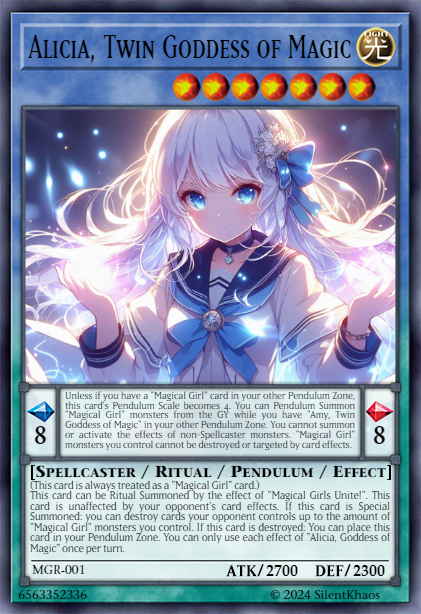 Alicia, Twin Goddess of Magic
LIGHT
光
Unless if you have a "Magical Girl" card in your other Pendulum Zone,
this card's Pendulum Scale becomes 4. You can Pendulum Summon
"Magical Girl" monsters from the GY while you have "Amy, Twin
Goddess of Magic" in your other Pendulum Zone. You cannot summon
or activate the effects of non-Spellcaster monsters. "Magical Girl"
monsters you control cannot be destroyed or targeted by card effects.
8
8
[Spellcaster / Ritual / Pendulum / Effect]
(This card is always treated as a "Magical Girl" card.)
This card can be Ritual Summoned by the effect of "Magical Girls Unite!". This
card is unaffected by your opponent's card effects. If this card is Special
Summoned: you can destroy cards your opponent controls up to the amount of
"Magical Girl" monsters you control. If this card is destroyed: You can place this
card in your Pendulum Zone. You can only use each effect of "Alicia, Goddess of
Magic" once per turn.
MGR-001
ATK/2700 DEF/2300
6563352336
© 2024 SilentKhaos